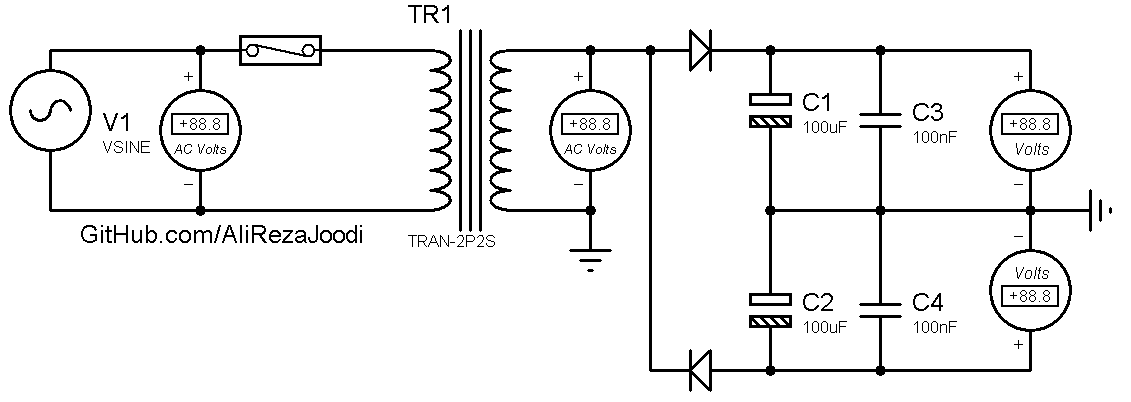 TR1
V1
VSINE
+88.8
AC Volts
+
−
GitHub.com/AliRezaJoodi
TRAN-2P2S
+
+88.8
AC Volts
−
C1
100uF
C3
100nF
+
+88.8
Volts
−
C2
100uF
C4
100nF
−
Volts
+88.8
+